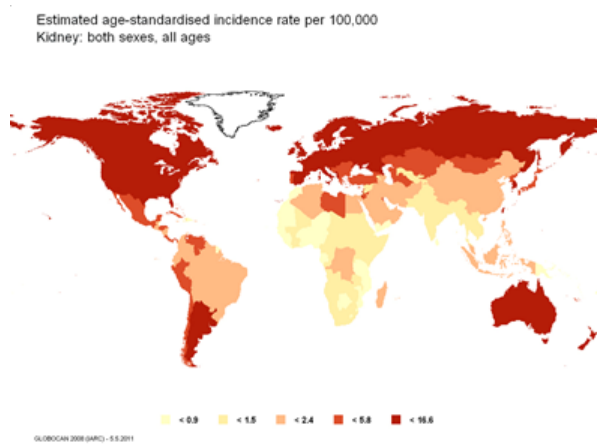 Estimated age-standardised incidence rate per 100,000
Kidney: both sexes, all ages
< 0.9 < 1.5 < 2.4 < 5.8 < 16.6
GLOBOCAN 2008 (IARC) - 5.5.2011